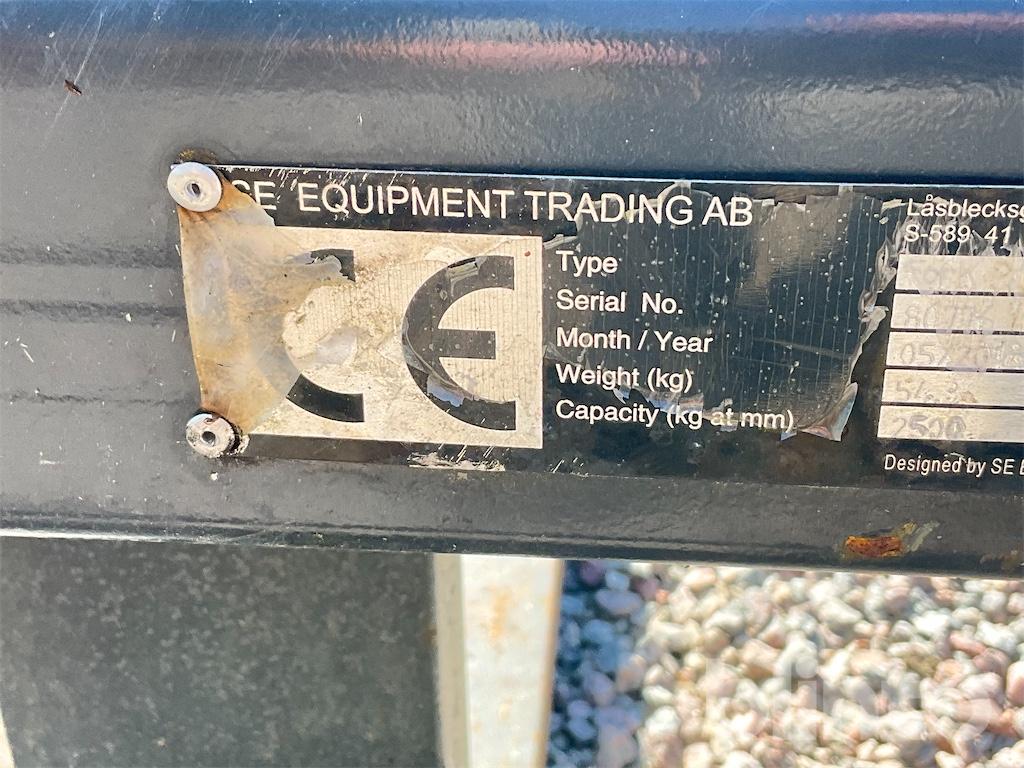 SE EQUIPMENT TRADING AB
Låsblecksg
S-589 41
CE
Type
Serial No.
Month / Year
Weight (kg)
Capacity (kg at mm)
2500
Designed by SE E